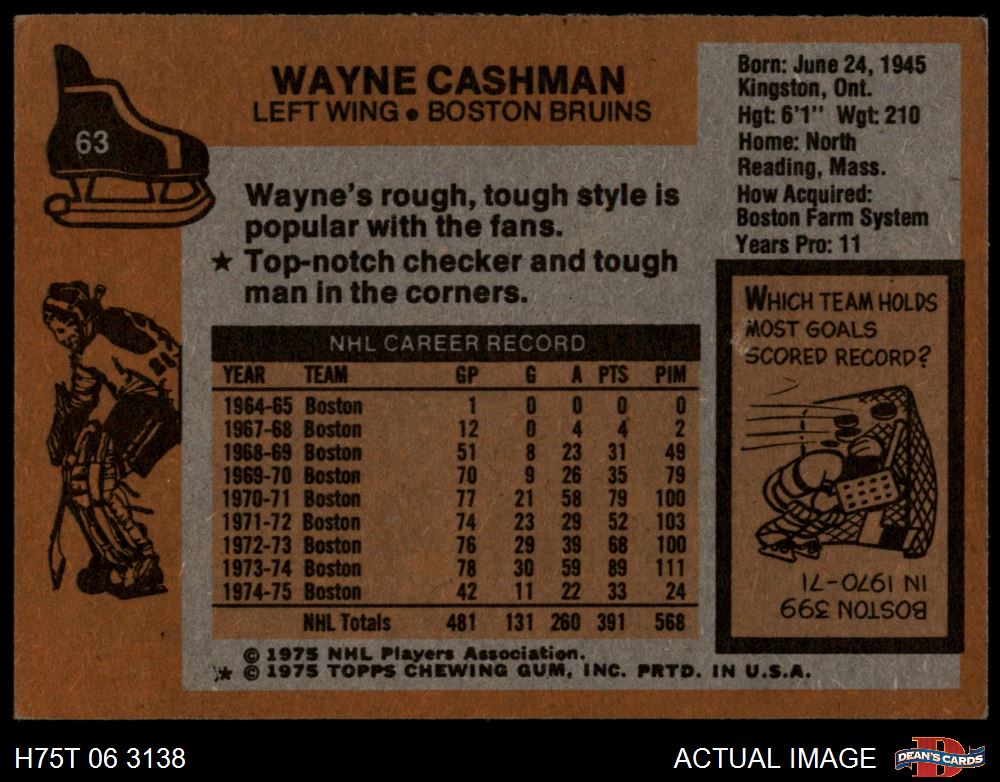 63
WAYNE CASHMAN
LEFT WING • BOSTON BRUINS
Born: June 24, 1945
Kingston, Ont.
Hgt: 6'1" Wgt: 210
Home: North
Reading, Mass.
How Acquired:
Boston Farm System
Years Pro: 11
Wayne's rough, tough style is
popular with the fans.
★ Top-notch checker and tough
man in the corners.
NHL CAREER RECORD
YEAR TEAM GP G A PTS PIM
1964-65 Boston 1 0 0 0 0
1967-68 Boston 12 0 4 4 2
1968-69 Boston 51 8 23 31 49
1969-70 Boston 70 9 26 35 79
1970-71 Boston 77 21 58 79 100
1971-72 Boston 74 23 29 52 103
1972-73 Boston 76 29 39 68 100
1973-74 Boston 78 30 59 89 111
1974-75 Boston 42 11 22 33 24
NHL Totals 481 131 260 391 568
WHICH TEAM HOLDS
MOST GOALS
SCORED RECORD?
BOSTON 399
IN 1970-71
© 1975 NHL Players Association.
★ © 1975 TOPPS CHEWING GUM, INC. PRTD. IN U.S.A.
H75T 06 3138
ACTUAL IMAGE
D
DEAN'S CARDS